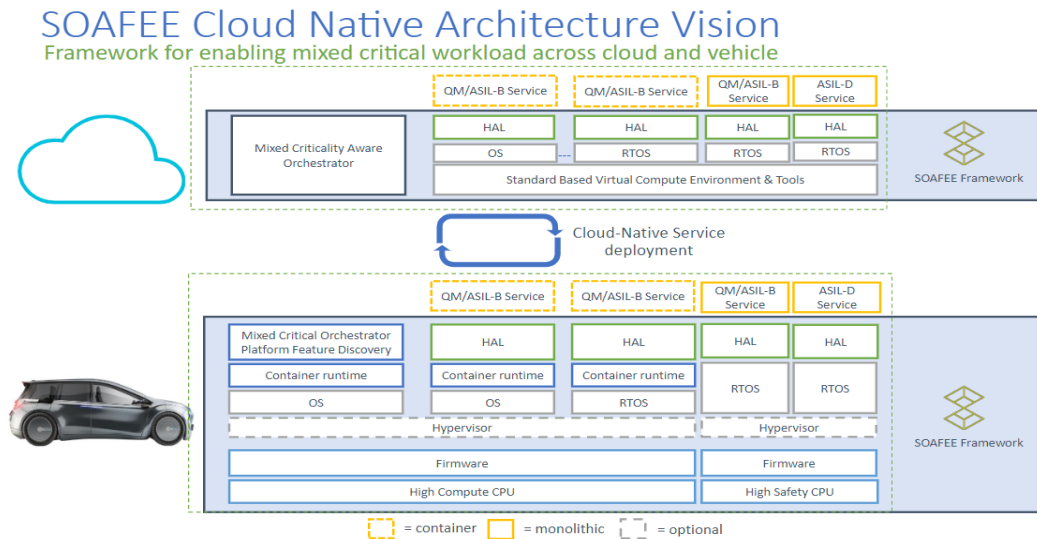 SOAFEE Cloud Native Architecture Vision
Framework for enabling mixed critical workload across cloud and vehicle
QM/ASIL-B Service
QM/ASIL-B Service
QM/ASIL-B
Service
ASIL-D
Service
Mixed Criticality Aware
Orchestrator
HAL
HAL
HAL
HAL
OS
---
RTOS
RTOS
RTOS
Standard Based Virtual Compute Environment & Tools
SOAFEE Framework
Cloud-Native Service
deployment
QM/ASIL-B Service
QM/ASIL-B Service
QM/ASIL-B
Service
ASIL-D
Service
Mixed Critical Orchestrator
Platform Feature Discovery
HAL
HAL
HAL
HAL
Container runtime
Container runtime
Container runtime
RTOS
RTOS
OS
OS
RTOS
Hypervisor
Hypervisor
SOAFEE Framework
Firmware
Firmware
High Compute CPU
High Safety CPU
= container
= monolithic
= optional